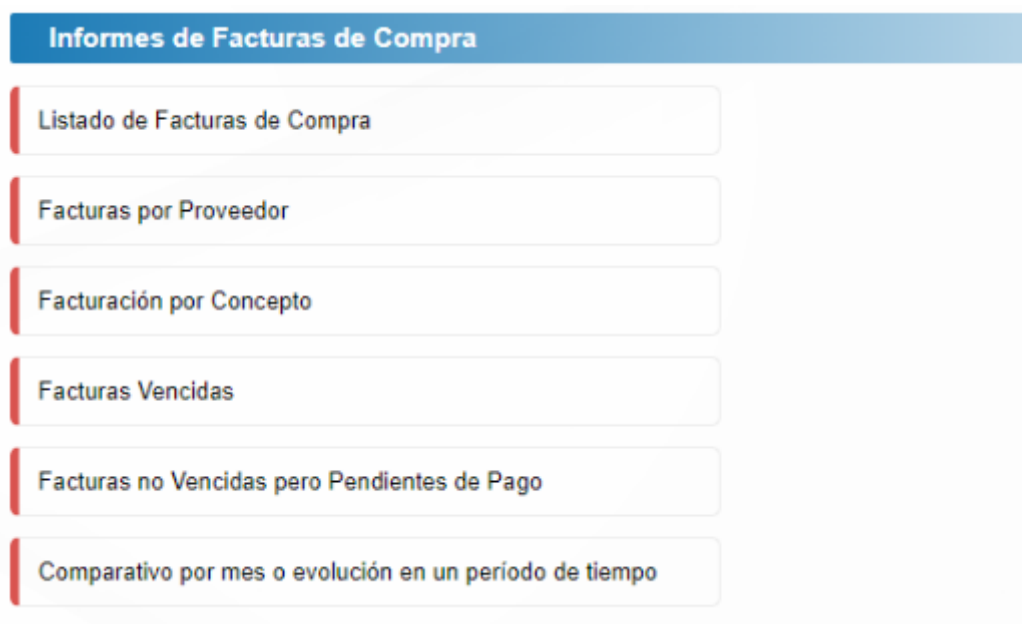 Informes de Facturas de Compra
Listado de Facturas de Compra
Facturas por Proveedor
Facturación por Concepto
Facturas Vencidas
Facturas no Vencidas pero Pendientes de Pago
Comparativo por mes o evolución en un período de tiempo